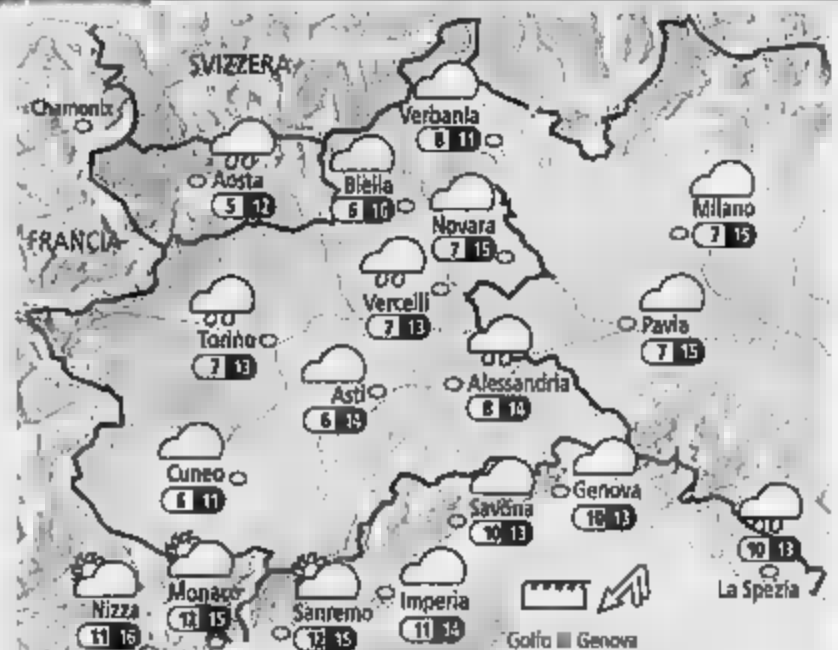 SVIZZERA
Chamonix
Verbania
8 11
Aosta
5 12
Biella
6 10
Milano
7 15
Novara
7 15
FRANCIA
Vercelli
7 13
Torino
7 13
Pavia
7 15
Asti
6 14
Alessandria
8 14
Cuneo
6 11
Savona
10 13
Genova
10 13
10 13
La Spezia
Nizza
11 16
Monaco
12 15
Sanremo
12 15
Imperia
11 14
Golfo Genova